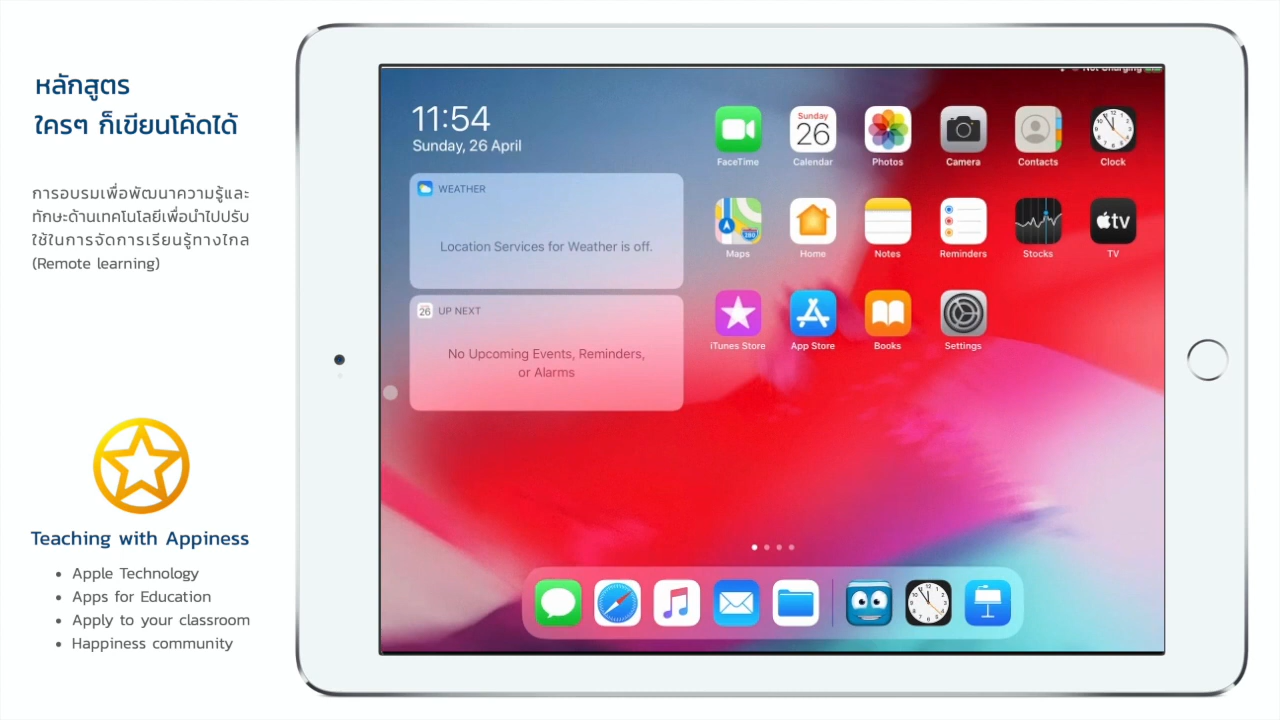 หลักสูตร
ใครๆ ก็เขียนโค้ดได้
การอบรมเพื่อพัฒนาความรู้และ
ทักษะด้านเทคโนโลยีเพื่อนำไปปรับ
ใช้ในการจัดการเรียนรู้ทางไกล
(Remote learning)
Teaching with Appiness
• Apple Technology
• Apps for Education
• Apply to your classroom
• Happiness community
Not Charging
11:54
Sunday, 26 April
WEATHER
Location Services for Weather is off.
26 UP NEXT
No Upcoming Events, Reminders,
or Alarms
Sunday
26
FaceTime Calendar Photos Camera Contacts Clock
280
tv
Maps Home Notes Reminders Stocks TV
iTunes Store App Store Books Settings